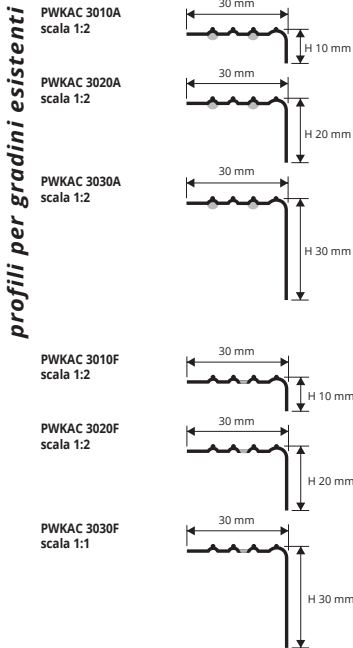 profili per gradini esistenti
PWKAC 3010A
scala 1:2
30 mm
H 10 mm
PWKAC 3020A
scala 1:2
30 mm
H 20 mm
PWKAC 3030A
scala 1:2
30 mm
H 30 mm
PWKAC 3010F
scala 1:2
30 mm
H 10 mm
PWKAC 3020F
scala 1:2
30 mm
H 20 mm
PWKAC 3030F
scala 1:1
30 mm
H 30 mm